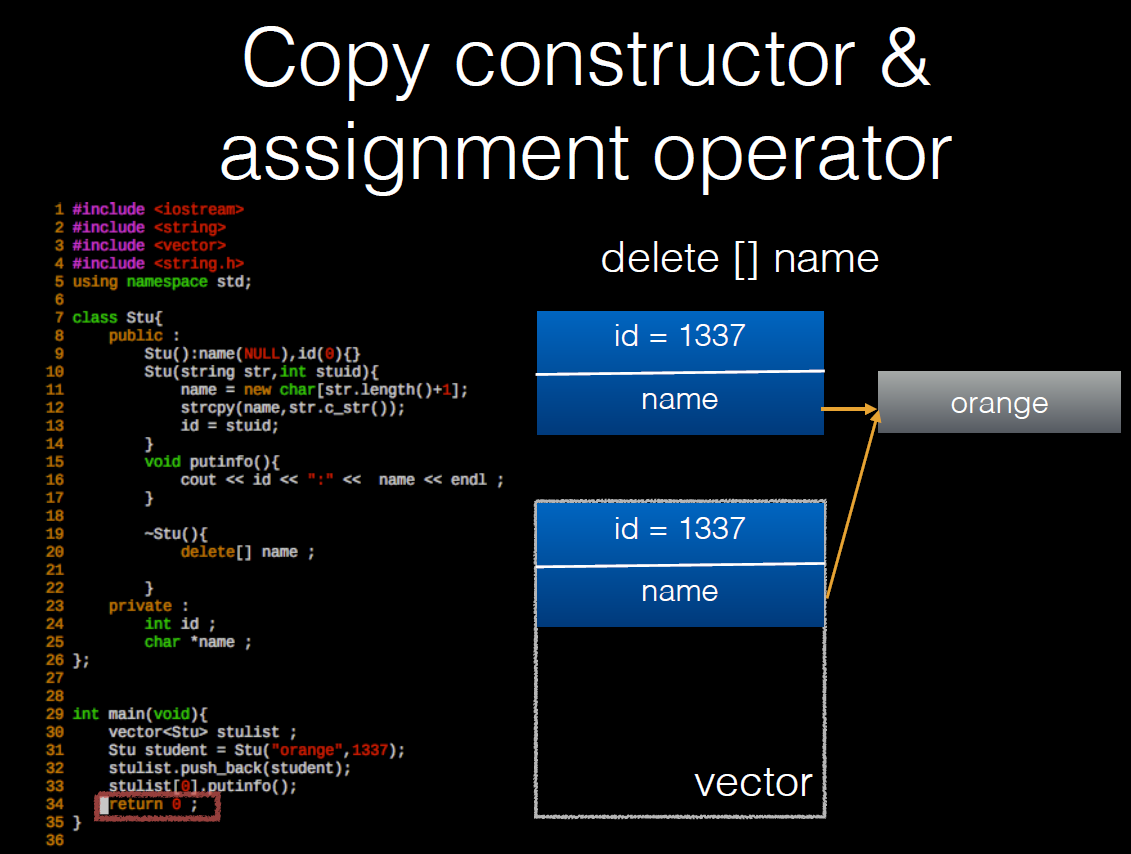 Copy constructor &
assignment operator
1 #include <iostream>
2 #include <string>
3 #include <vector>
4 #include <string.h>
5 using namespace std;
6
7 class Stu{
8     public :
9         Stu():name(NULL),id(0){}
10         Stu(string str,int stuid){
11             name = new char[str.length()+1];
12             strcpy(name,str.c_str());
13             id = stuid;
14         }
15         void putinfo(){
16             cout << id << ":" <<  name << endl ;
17         }
18
19         ~Stu(){
20             delete[] name ;
21
22         }
23     private :
24         int id ;
25         char *name ;
26 };
27
28
29 int main(void){
30     vector<Stu> stulist ;
31     Stu student = Stu("orange",1337);
32     stulist.push_back(student);
33     stulist[0].putinfo();
34     return 0 ;
35 }
36
delete [] name
id = 1337
name
orange
id = 1337
name
vector